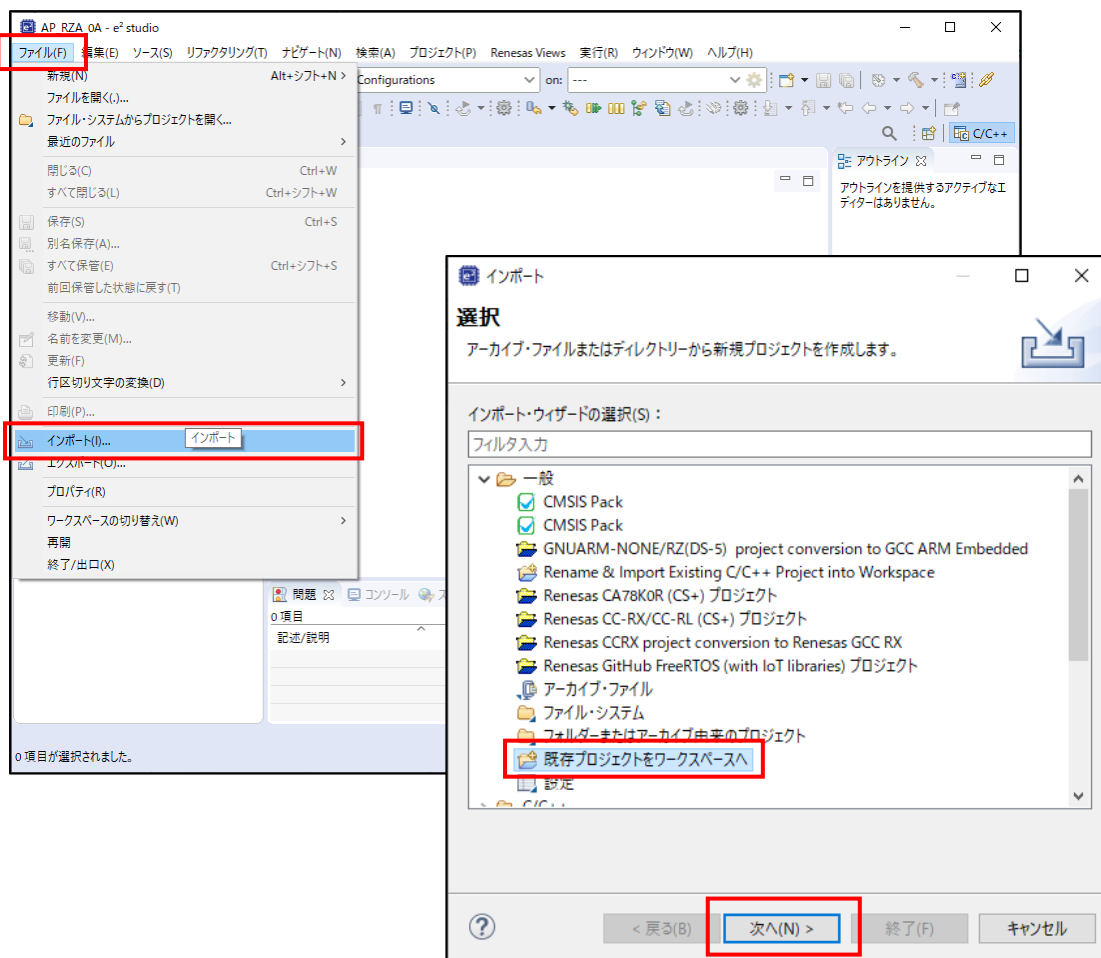 AP_RZA_0A - e² studio
ファイル(F) 編集(E) ソース(S) リファクタリング(T) ナビゲート(N) 検索(A) プロジェクト(P) Renesas Views 実行(R) ウィンドウ(W) ヘルプ(H)
Configurations on: ---
C/C++
新規(N) Alt+シフト+N >
ファイルを開く(.)...
ファイル・システムからプロジェクトを開く...
最近のファイル >
閉じる(C) Ctrl+W
すべて閉じる(L) Ctrl+シフト+W
保存(S) Ctrl+S
別名保存(A)...
すべて保管(E) Ctrl+シフト+S
前回保管した状態に戻す(T)
移動(V)...
名前を変更(M)...
更新(F)
行区切り文字の変換(D) >
印刷(P)...
インポート(I)... インポート
エクスポート(O)...
プロパティ(R)
ワークスペースの切り替え(W) >
再開
終了/出口(X)
アウトライン
アウトラインを提供するアクティブなエ
ディターはありません。
問題 コンソール ス
0 項目
記述/説明
0 項目が選択されました。
インポート
選択
アーカイブ・ファイルまたはディレクトリーから新規プロジェクトを作成します。
インポート・ウィザードの選択(S)：
フィルタ入力
一般
CMSIS Pack
CMSIS Pack
GNUARM-NONE/RZ(DS-5) project conversion to GCC ARM Embedded
Rename & Import Existing C/C++ Project into Workspace
Renesas CA78K0R (CS+) プロジェクト
Renesas CC-RX/CC-RL (CS+) プロジェクト
Renesas CCRX project conversion to Renesas GCC RX
Renesas GitHub FreeRTOS (with IoT libraries) プロジェクト
アーカイブ・ファイル
ファイル・システム
フォルダーまたはアーカイブ由来のプロジェクト
既存プロジェクトをワークスペースへ
設定
C/C++
< 戻る(B) 次へ(N) > 終了(F) キャンセル